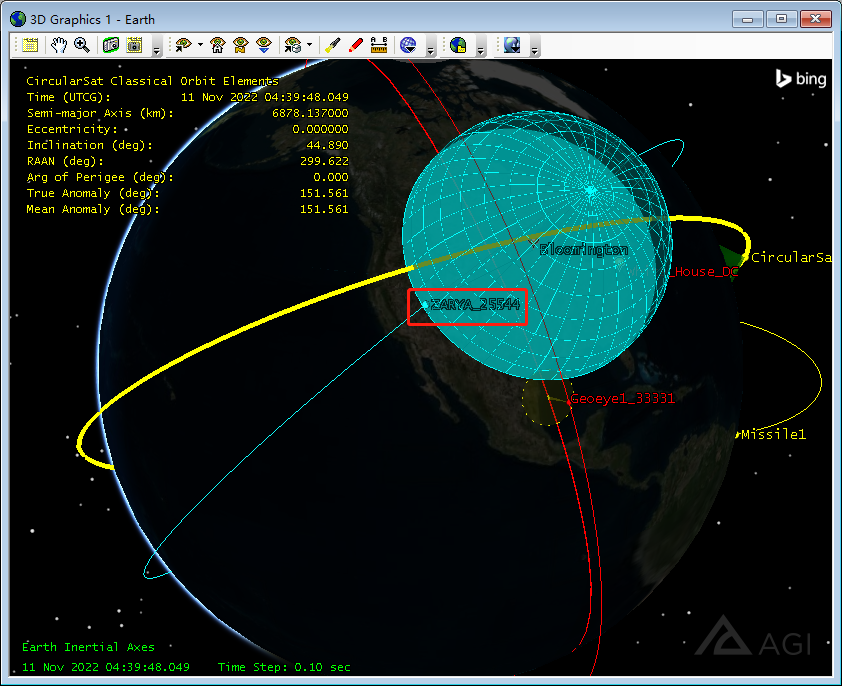 3D Graphics 1 - Earth
A B
CircularSat Classical Orbit Elements
Time (UTCG): 11 Nov 2022 04:39:48.049
Semi-major Axis (km): 6878.137000
Eccentricity: 0.000000
Inclination (deg): 44.890
RAAN (deg): 299.622
Arg of Perigee (deg): 0.000
True Anomaly (deg): 151.561
Mean Anomaly (deg): 151.561
bing
Bloomington
CircularSa
_House_DC
ZARYA_25544
Geoeye1_33331
Missile1
AGI
Earth Inertial Axes
11 Nov 2022 04:39:48.049 Time Step: 0.10 sec